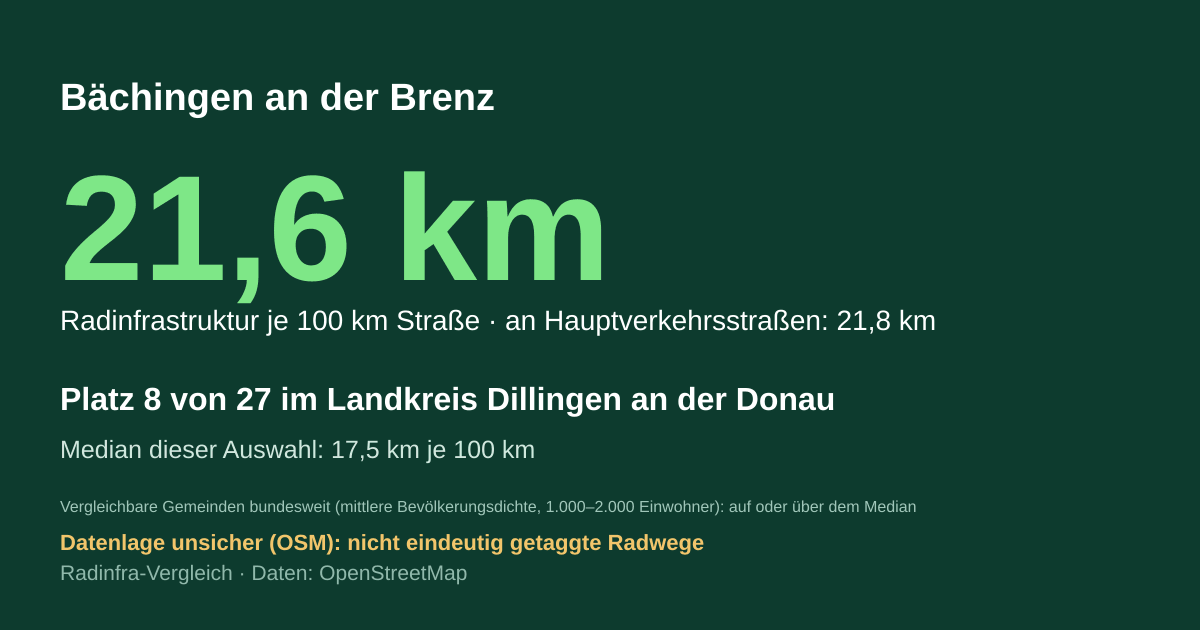 Bächingen an der Brenz
21,6 km
Radinfrastruktur je 100 km Straße · an Hauptverkehrsstraßen: 21,8 km
Platz 8 von 27 im Landkreis Dillingen an der Donau
Median dieser Auswahl: 17,5 km je 100 km
Vergleichbare Gemeinden bundesweit (mittlere Bevölkerungsdichte, 1.000–2.000 Einwohner): auf oder über dem Median
Datenlage unsicher (OSM): nicht eindeutig getaggte Radwege
Radinfra-Vergleich · Daten: OpenStreetMap